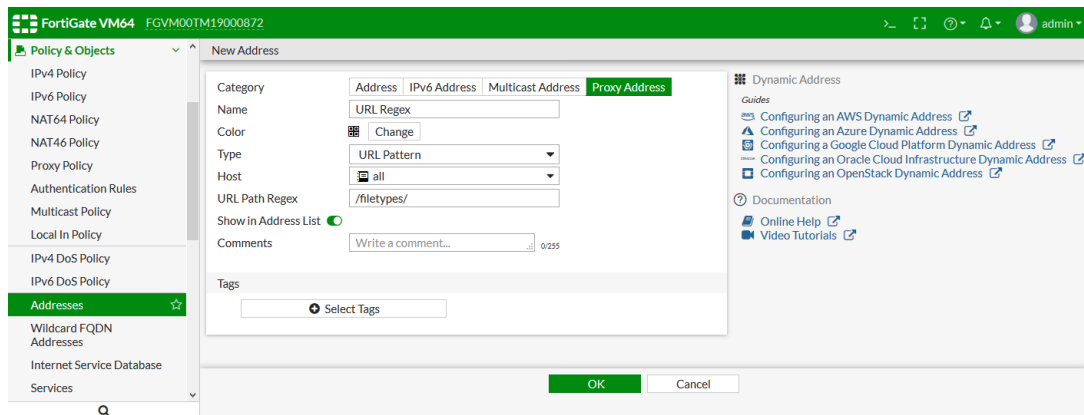 FortiGate VM64 FGVM00TM19000872
>_ admin
Policy & Objects
IPv4 Policy
IPv6 Policy
NAT64 Policy
NAT46 Policy
Proxy Policy
Authentication Rules
Multicast Policy
Local In Policy
IPv4 DoS Policy
IPv6 DoS Policy
Addresses
Wildcard FQDN
Addresses
Internet Service Database
Services
New Address
Category Address IPv6 Address Multicast Address Proxy Address
Name URL Regex
Color Change
Type URL Pattern
Host all
URL Path Regex /filetypes/
Show in Address List
Comments Write a comment... 0/255
Tags
Select Tags
OK Cancel
Dynamic Address
Guides
aws Configuring an AWS Dynamic Address
Configuring an Azure Dynamic Address
Configuring a Google Cloud Platform Dynamic Address
Configuring an Oracle Cloud Infrastructure Dynamic Address
Configuring an OpenStack Dynamic Address
Documentation
Online Help
Video Tutorials